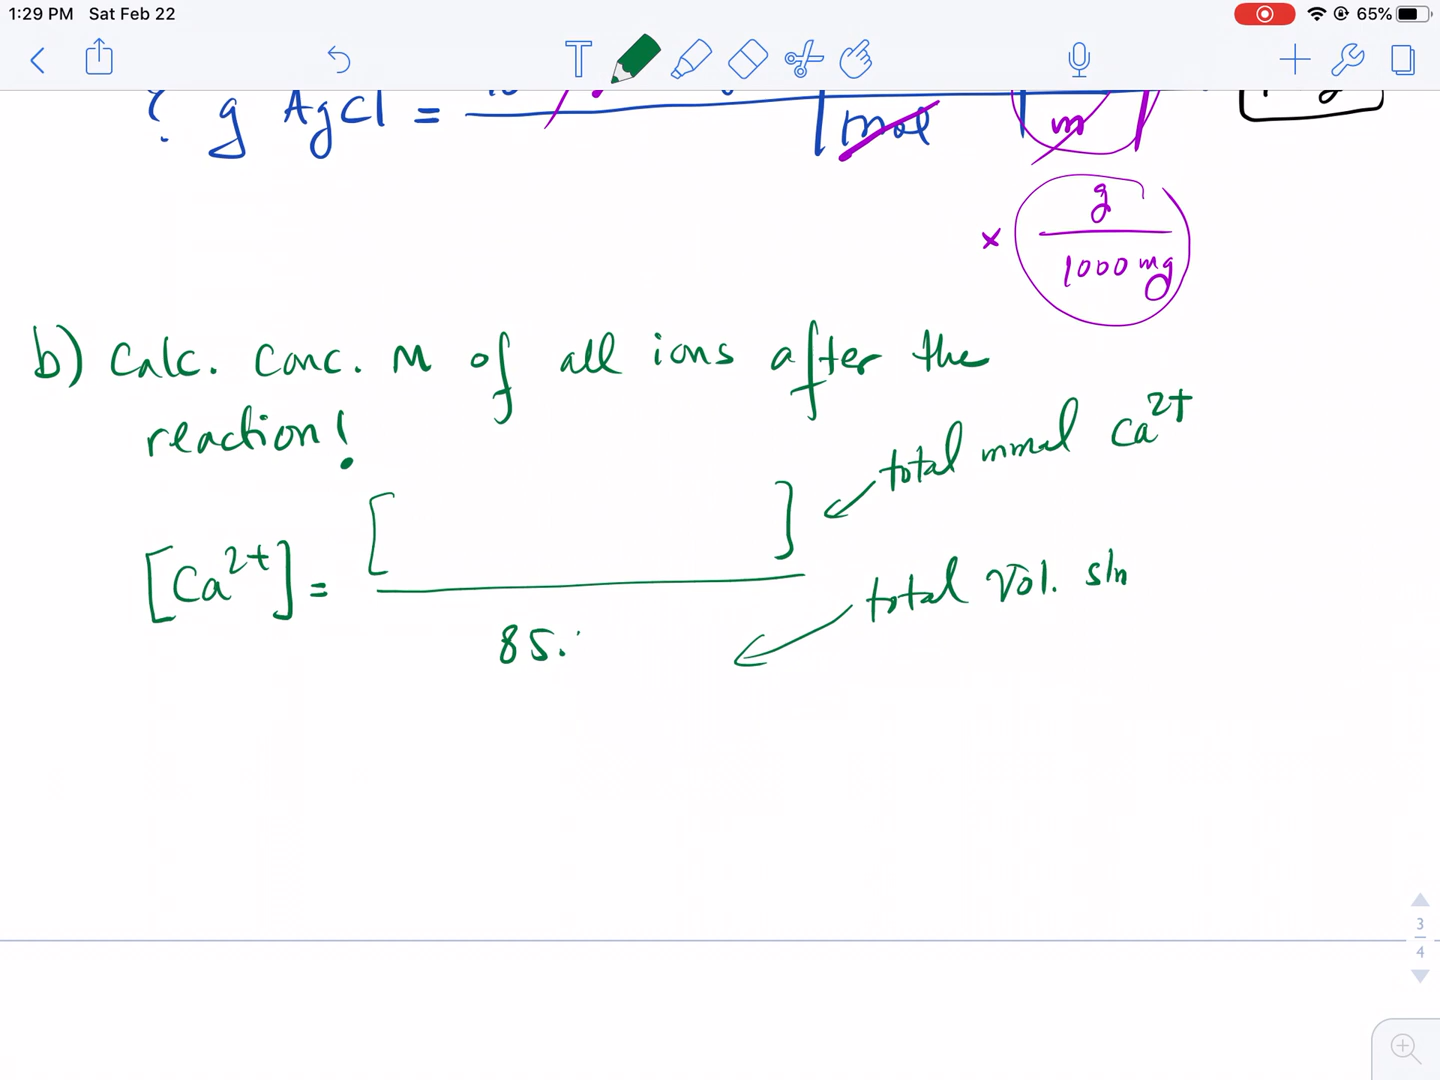 1:29 PM Sat Feb 22
65%
T
? g AgCl =
mol
m
× g
1000 mg
b) Calc. Conc. M of all ions after the
reaction!
total mmol Ca²⁺
[ ]
[Ca²⁺] =
total Vol. sln
85.
3
4